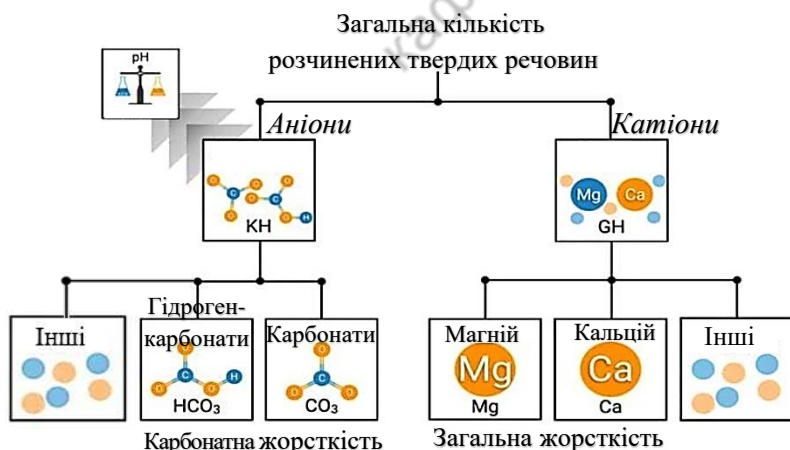 Загальна кількість
розчинених твердих речовин
pH
Аніони
Катіони
O C O O O C O O H
Mg Ca
KH
GH
Інші
Гідроген-
карбонати
Карбонати
Магній
Кальцій
Інші
O C O O H
O C O O
Mg
Ca
HCO₃
CO₃
Mg
Ca
Карбонатна жорсткість
Загальна жорсткість